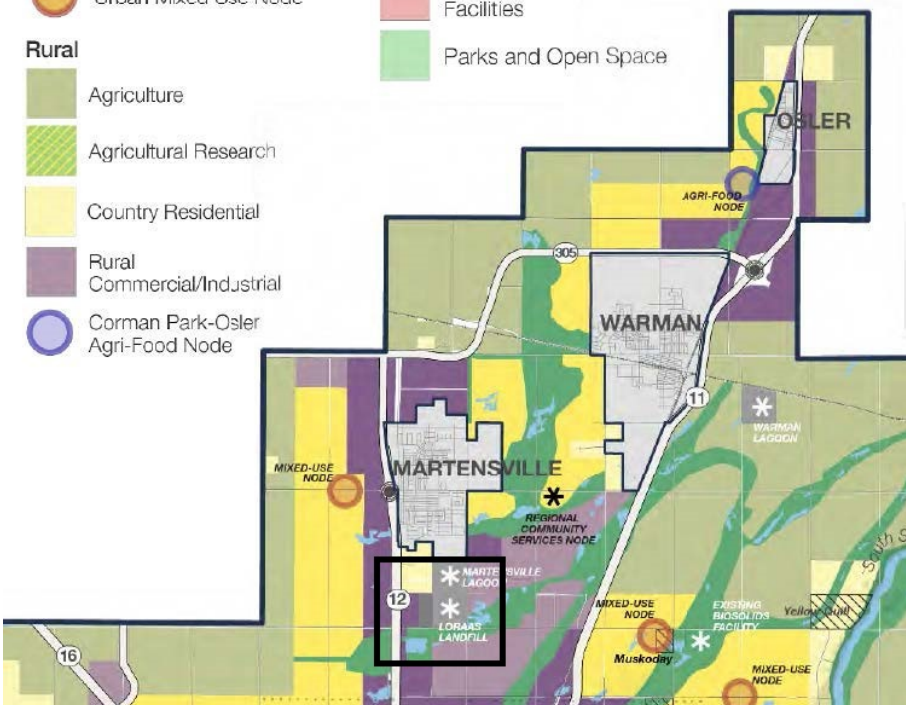 Urban Mixed-Use Node
Facilities
Rural
Parks and Open Space
Agriculture
Agricultural Research
Country Residential
Rural
Commercial/Industrial
Corman Park-Osler
Agri-Food Node
OSLER
AGRI-FOOD
NODE
305
WARMAN
11
WARMAN
LAGOON
MARTENSVILLE
MIXED-USE
NODE
REGIONAL
COMMUNITY
SERVICES NODE
South S
MARTENSVILLE
LAGOON
12
LORAAS
LANDFILL
MIXED-USE
NODE
EXISTING
BIOSOLIDS
FACILITY
Yellow Quill
16
Muskoday
MIXED-USE
NODE